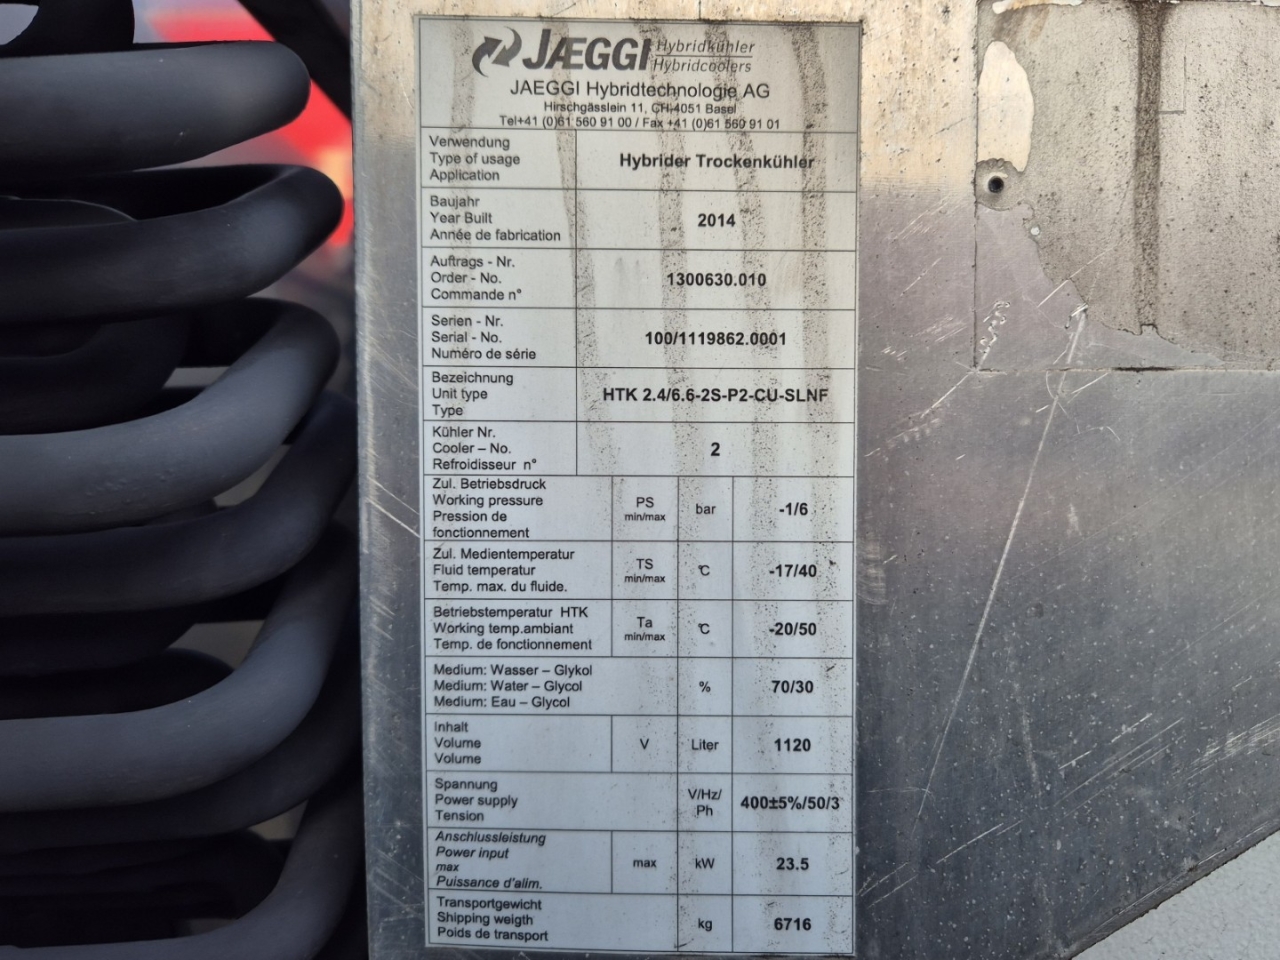 JÆGGI Hybridkühler
Hybridcoolers
JAEGGI Hybridtechnologie AG
Hirschgässlein 11, CH-4051 Basel
Tel+41 (0)61 560 91 00 / Fax +41 (0)61 560 91 01
Verwendung
Type of usage
Application
Hybrider Trockenkühler
Baujahr
Year Built
Année de fabrication
2014
Auftrags - Nr.
Order - No.
Commande n°
1300630.010
Serien - Nr.
Serial - No.
Numéro de série
100/1119862.0001
Bezeichnung
Unit type
Type
HTK 2.4/6.6-2S-P2-CU-SLNF
Kühler Nr.
Cooler – No.
Refroidisseur n°
2
Zul. Betriebsdruck
Working pressure
Pression de
fonctionnement
PS
min/max
bar
-1/6
Zul. Medientemperatur
Fluid temperatur
Temp. max. du fluide.
TS
min/max
°C
-17/40
Betriebstemperatur HTK
Working temp.ambiant
Temp. de fonctionnement
Ta
min/max
°C
-20/50
Medium: Wasser – Glykol
Medium: Water – Glycol
Medium: Eau – Glycol
%
70/30
Inhalt
Volume
Volume
V
Liter
1120
Spannung
Power supply
Tension
V/Hz/
Ph
400±5%/50/3
Anschlussleistung
Power input
max
Puissance d'alim.
max
kW
23.5
Transportgewicht
Shipping weigth
Poids de transport
kg
6716